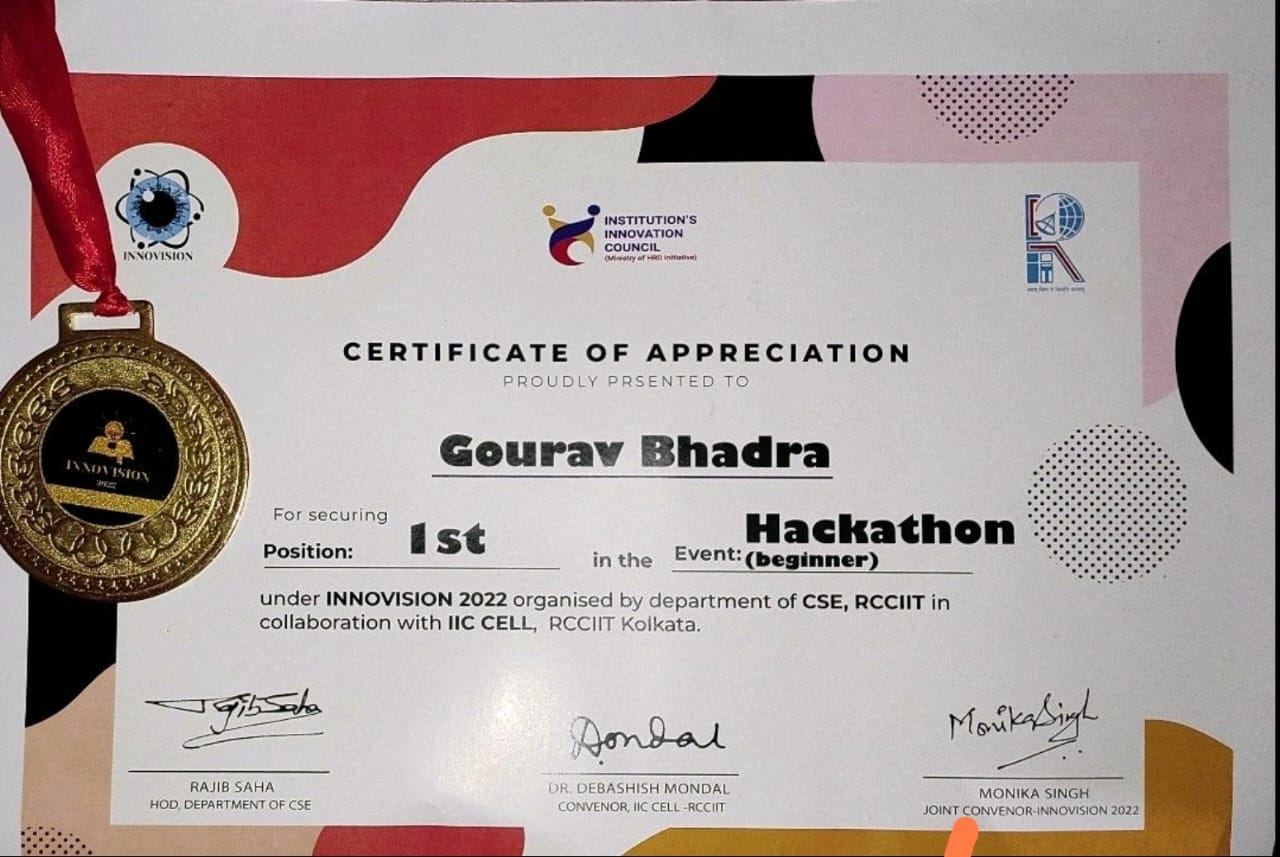 INNOVISION
INSTITUTION'S
INNOVATION
COUNCIL
(Ministry of HRD Initiative)
CERTIFICATE OF APPRECIATION
PROUDLY PRSENTED TO
Gourav Bhadra
INNOVISION
2022
For securing
Position: 1st in the Event: Hackathon
(beginner)
under INNOVISION 2022 organised by department of CSE, RCCIIT in
collaboration with IIC CELL, RCCIIT Kolkata.
Rajib Saha
Dondal
Monika Singh
RAJIB SAHA
HOD, DEPARTMENT OF CSE
DR. DEBASHISH MONDAL
CONVENOR, IIC CELL -RCCIIT
MONIKA SINGH
JOINT CONVENOR-INNOVISION 2022